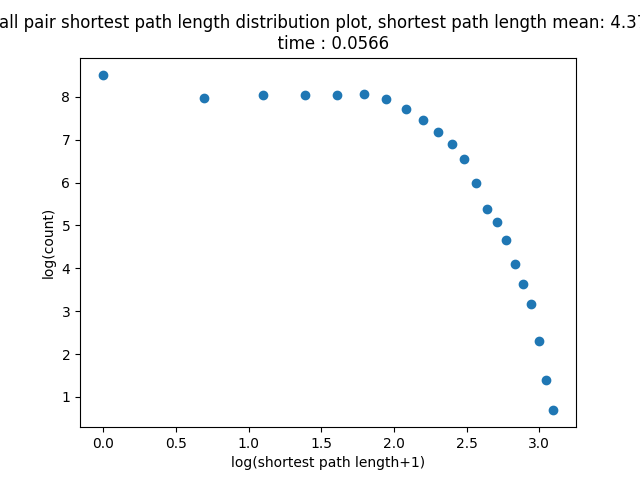 all pair shortest path length distribution plot, shortest path length mean: 4.37
time : 0.0566
8
7
6
5
4
3
2
1
log(count)
0.0 0.5 1.0 1.5 2.0 2.5 3.0
log(shortest path length+1)